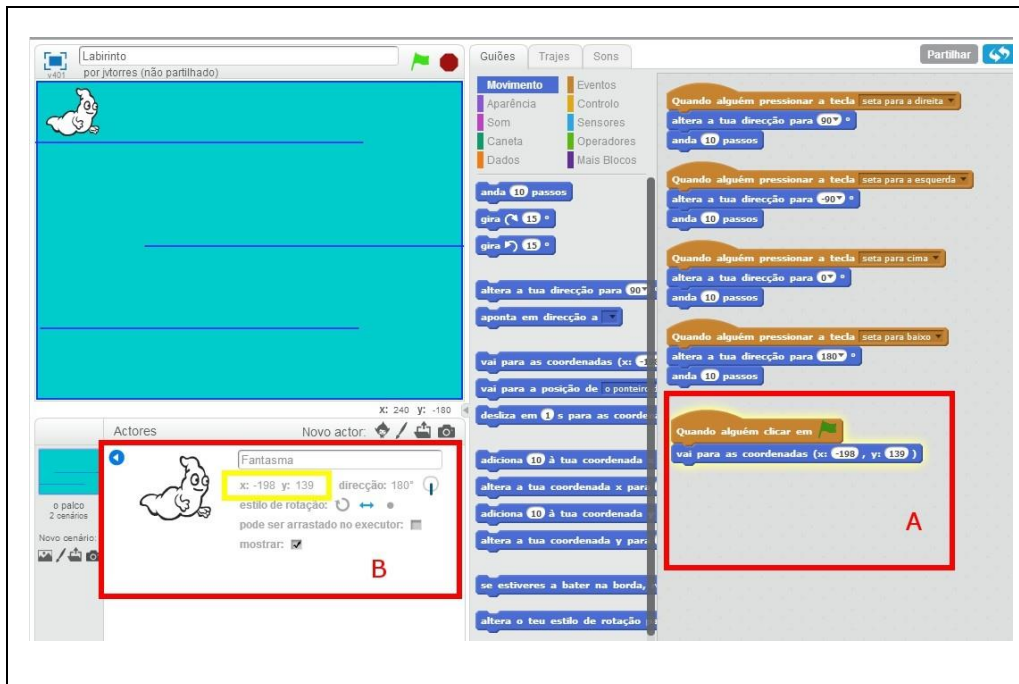 Labirinto
v401
por jvtorres (não partilhado)
x: 240 y: -180
Actores
Novo actor:
o palco
2 cenários
Novo cenário:
Fantasma
x: -198 y: 139
direcção: 180°
estilo de rotação:
pode ser arrastado no executor:
mostrar:
B
Guiões
Trajes
Sons
Partilhar
Movimento
Eventos
Aparência
Controlo
Som
Sensores
Caneta
Operadores
Dados
Mais Blocos
anda 10 passos
gira 15 °
gira 15 °
altera a tua direcção para 90
aponta em direcção a
vai para as coordenadas (x:
vai para a posição de o ponteiro
desliza em 1 s para as
adiciona 10 à tua coordenada
altera a tua coordenada x para
adiciona 10 à tua coordenada
altera a tua coordenada y para
se estiveres a bater na borda,
altera o teu estilo de rotação
Quando alguém pressionar a tecla seta para a direita
altera a tua direcção para 90 °
anda 10 passos
Quando alguém pressionar a tecla seta para a esquerda
altera a tua direcção para -90 °
anda 10 passos
Quando alguém pressionar a tecla seta para cima
altera a tua direcção para 0 °
anda 10 passos
Quando alguém pressionar a tecla seta para baixo
altera a tua direcção para 180 °
anda 10 passos
Quando alguém clicar em
vai para as coordenadas (x: -198 , y: 139 )
A